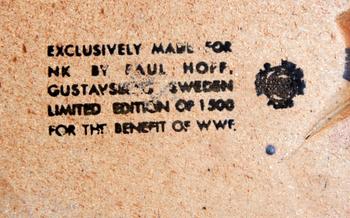 EXCLUSIVELY MADE FOR
NK BY PAUL HOFF,
GUSTAVSBERG SWEDEN
LIMITED EDITION OF 1500
FOR THE BENEFIT OF WWF.